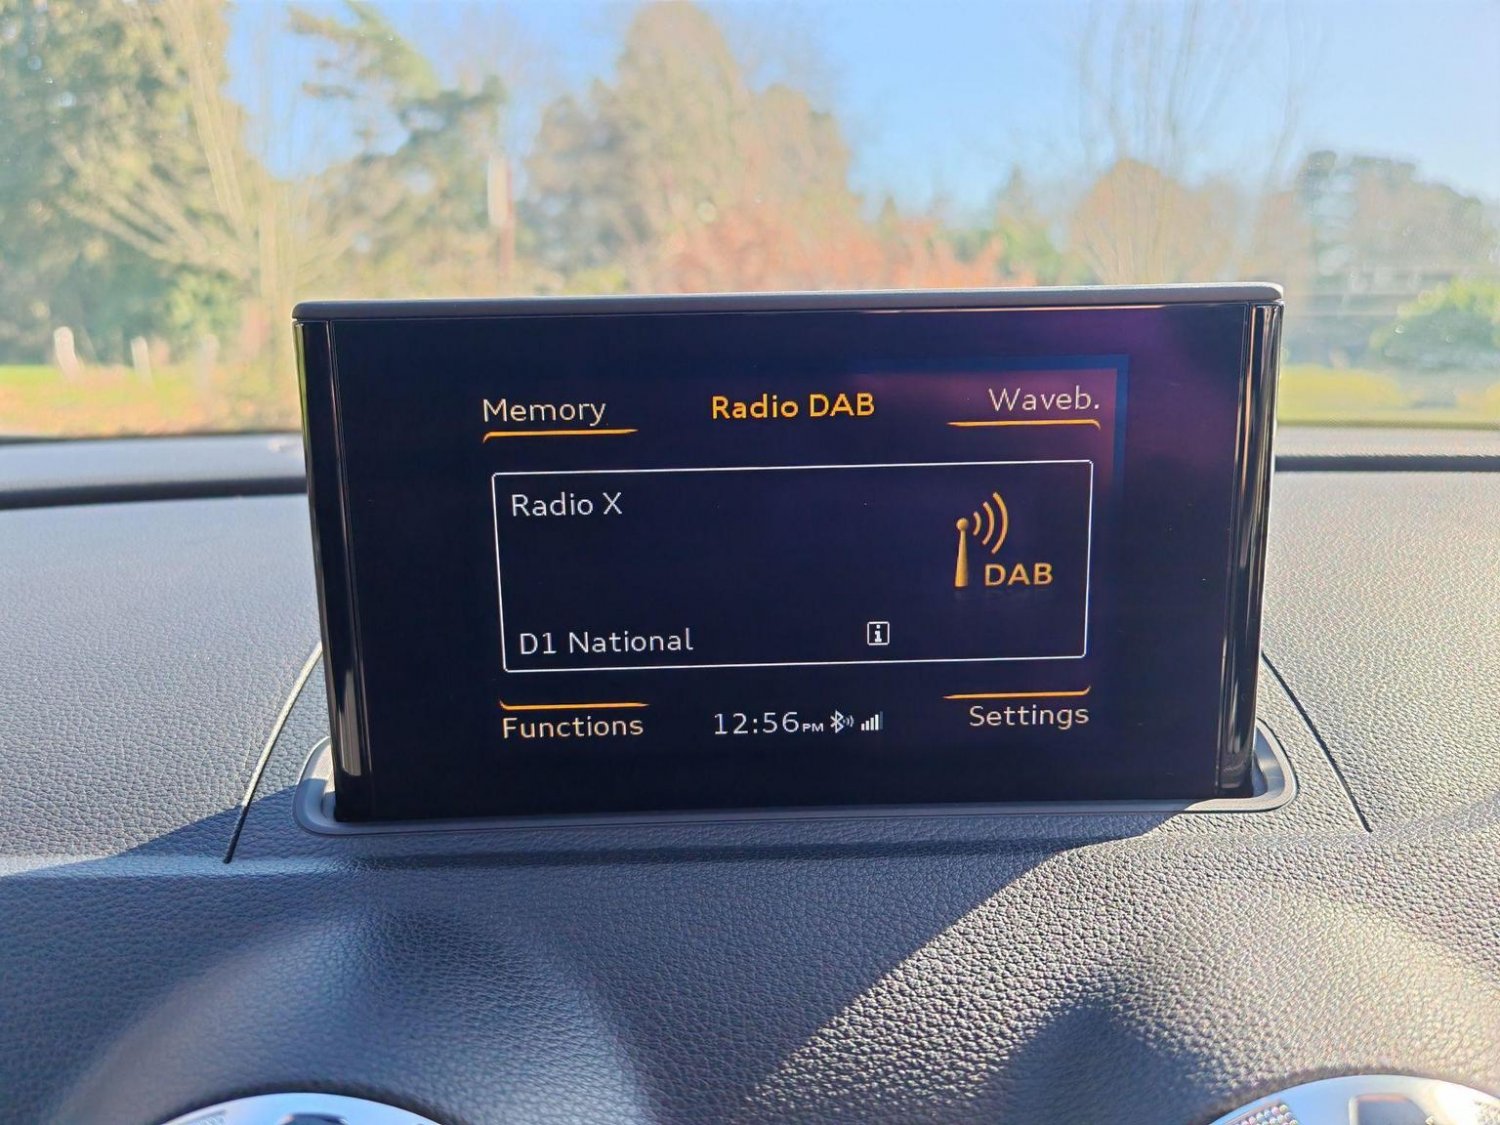 Memory
Radio DAB
Waveb.
Radio X
DAB
D1 National
i
Functions
12:56PM
Settings